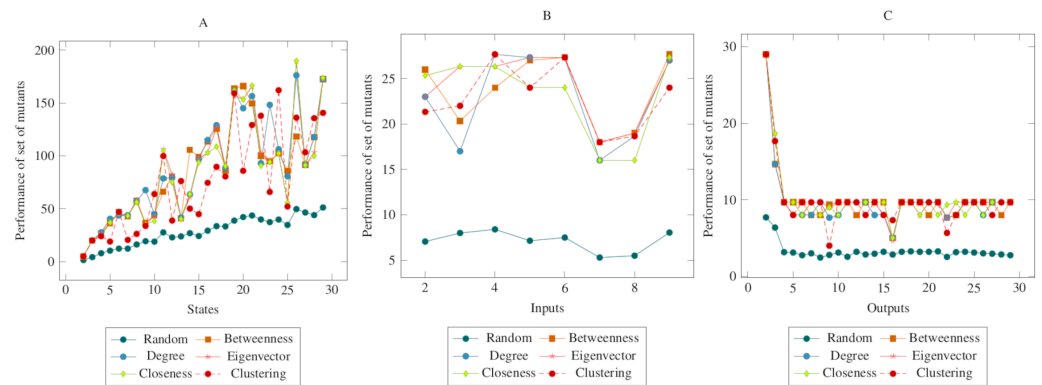 A
Performance of set of mutants
200
150
100
50
0
0 5 10 15 20 25 30
States
Random Betweenness
Degree Eigenvector
Closeness Clustering
B
Performance of set of mutants
25
20
15
10
5
2 4 6 8
Inputs
Random Betweenness
Degree Eigenvector
Closeness Clustering
C
Performance of set of mutants
30
20
10
0
0 5 10 15 20 25 30
Outputs
Random Betweenness
Degree Eigenvector
Closeness Clustering